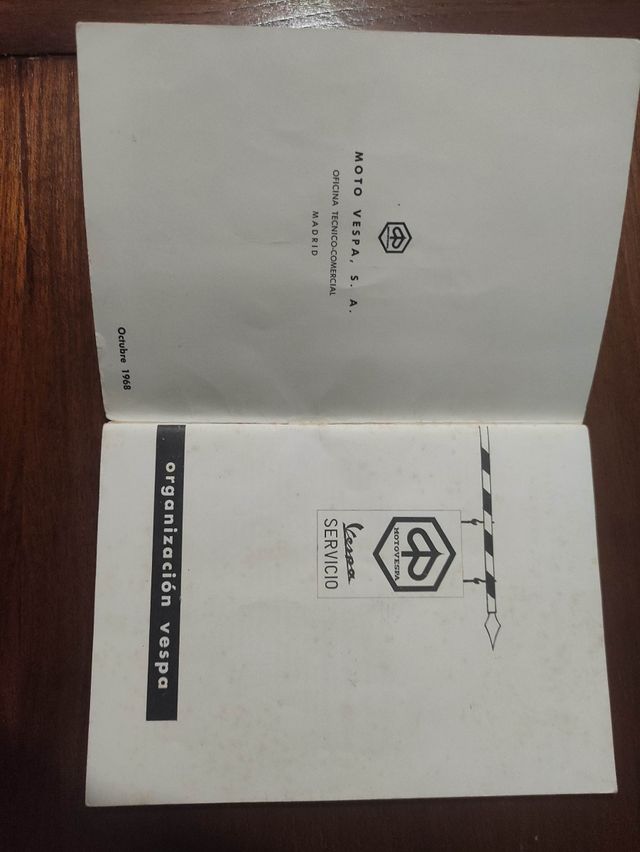 MOTO VESPA, S. A.
OFICINA TECNICO-COMERCIAL
MADRID
Octubre 1968
MOTOVESPA
Vespa
SERVICIO
organización vespa